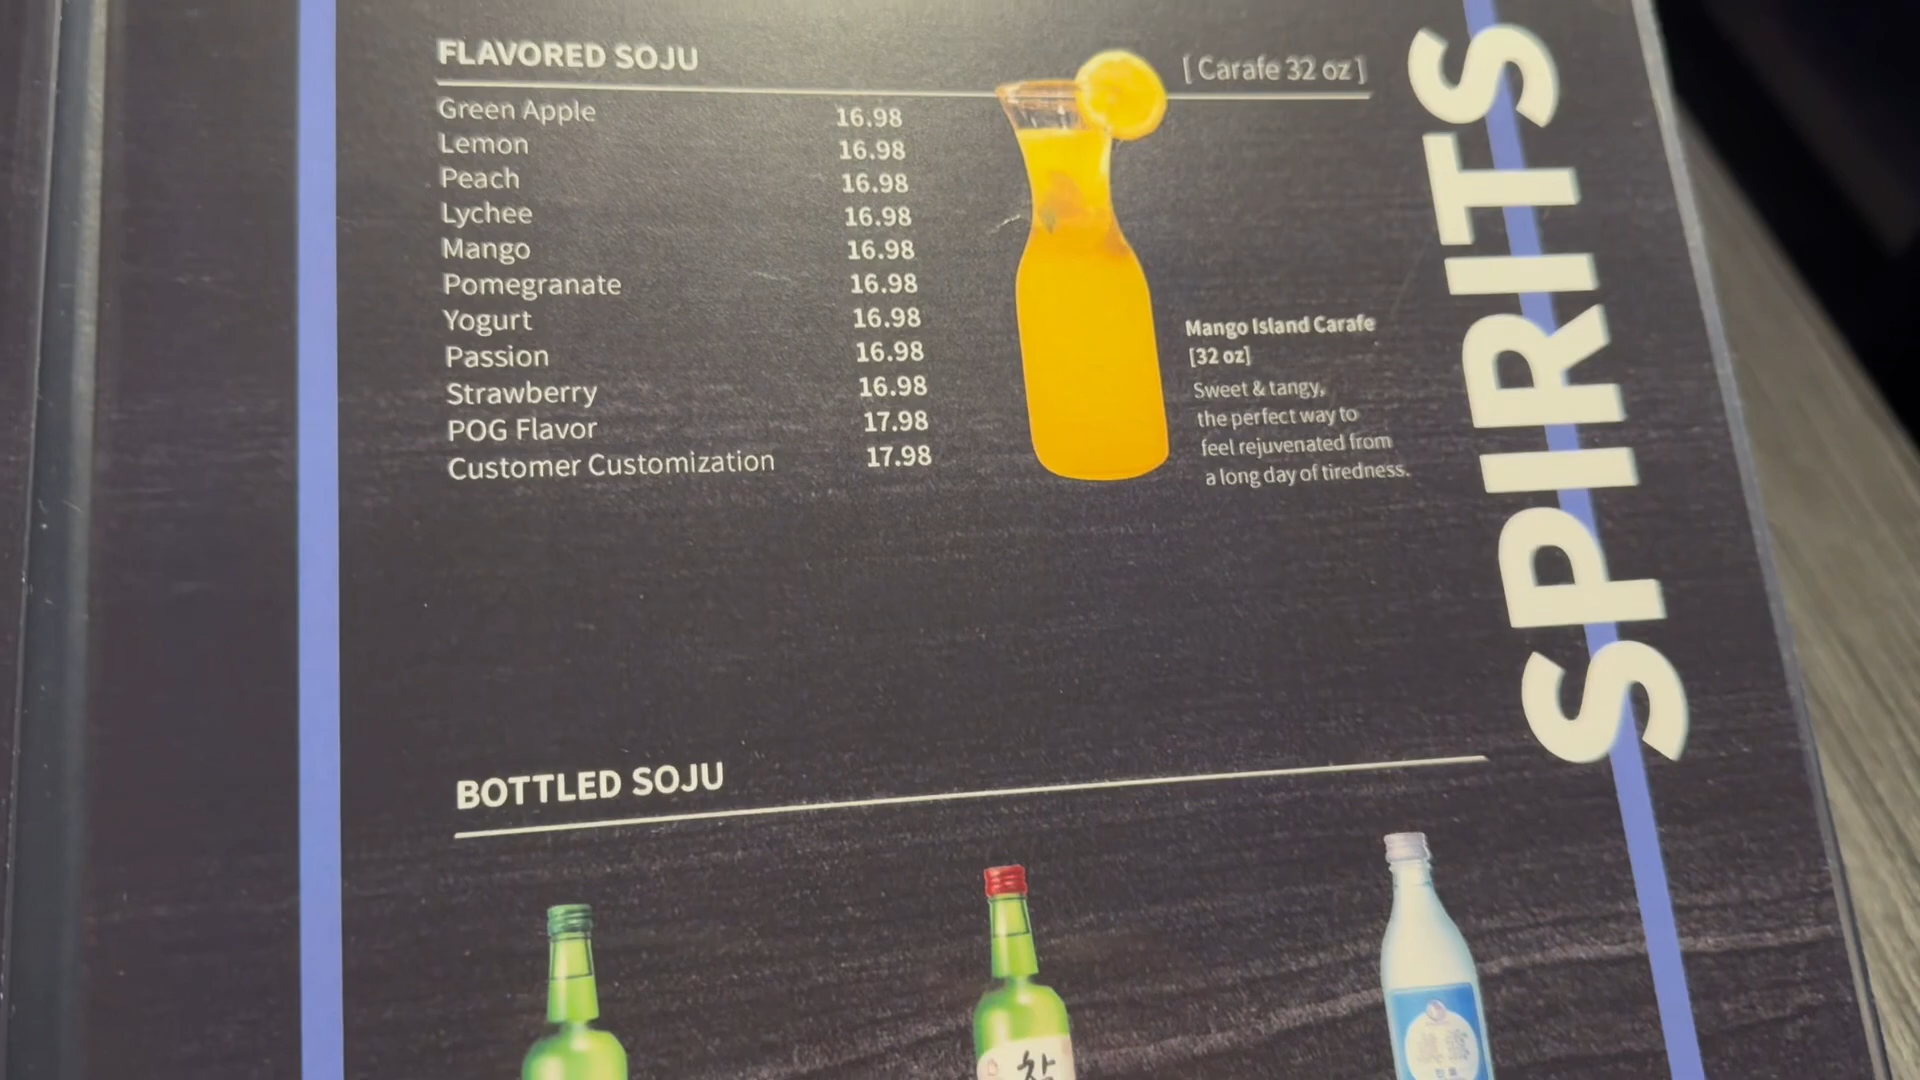 FLAVORED SOJU
[ Carafe 32 oz ]
Green Apple 16.98
Lemon 16.98
Peach 16.98
Lychee 16.98
Mango 16.98
Pomegranate 16.98
Yogurt 16.98
Passion 16.98
Strawberry 16.98
POG Flavor 17.98
Customer Customization 17.98
Mango Island Carafe
[32 oz]
Sweet & tangy,
the perfect way to
feel rejuvenated from
a long day of tiredness.
SPIRITS
BOTTLED SOJU
참